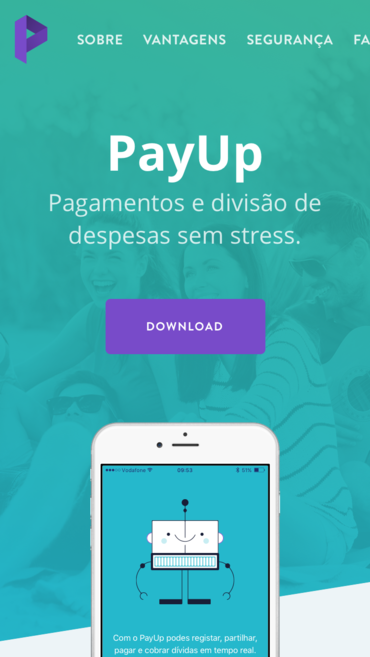 SOBRE VANTAGENS SEGURANÇA FA
PayUp
Pagamentos e divisão de
despesas sem stress.
DOWNLOAD
Vodafone 09:52 51%
Com o PayUp podes registar, partilhar,
pagar e cobrar dívidas em tempo real.